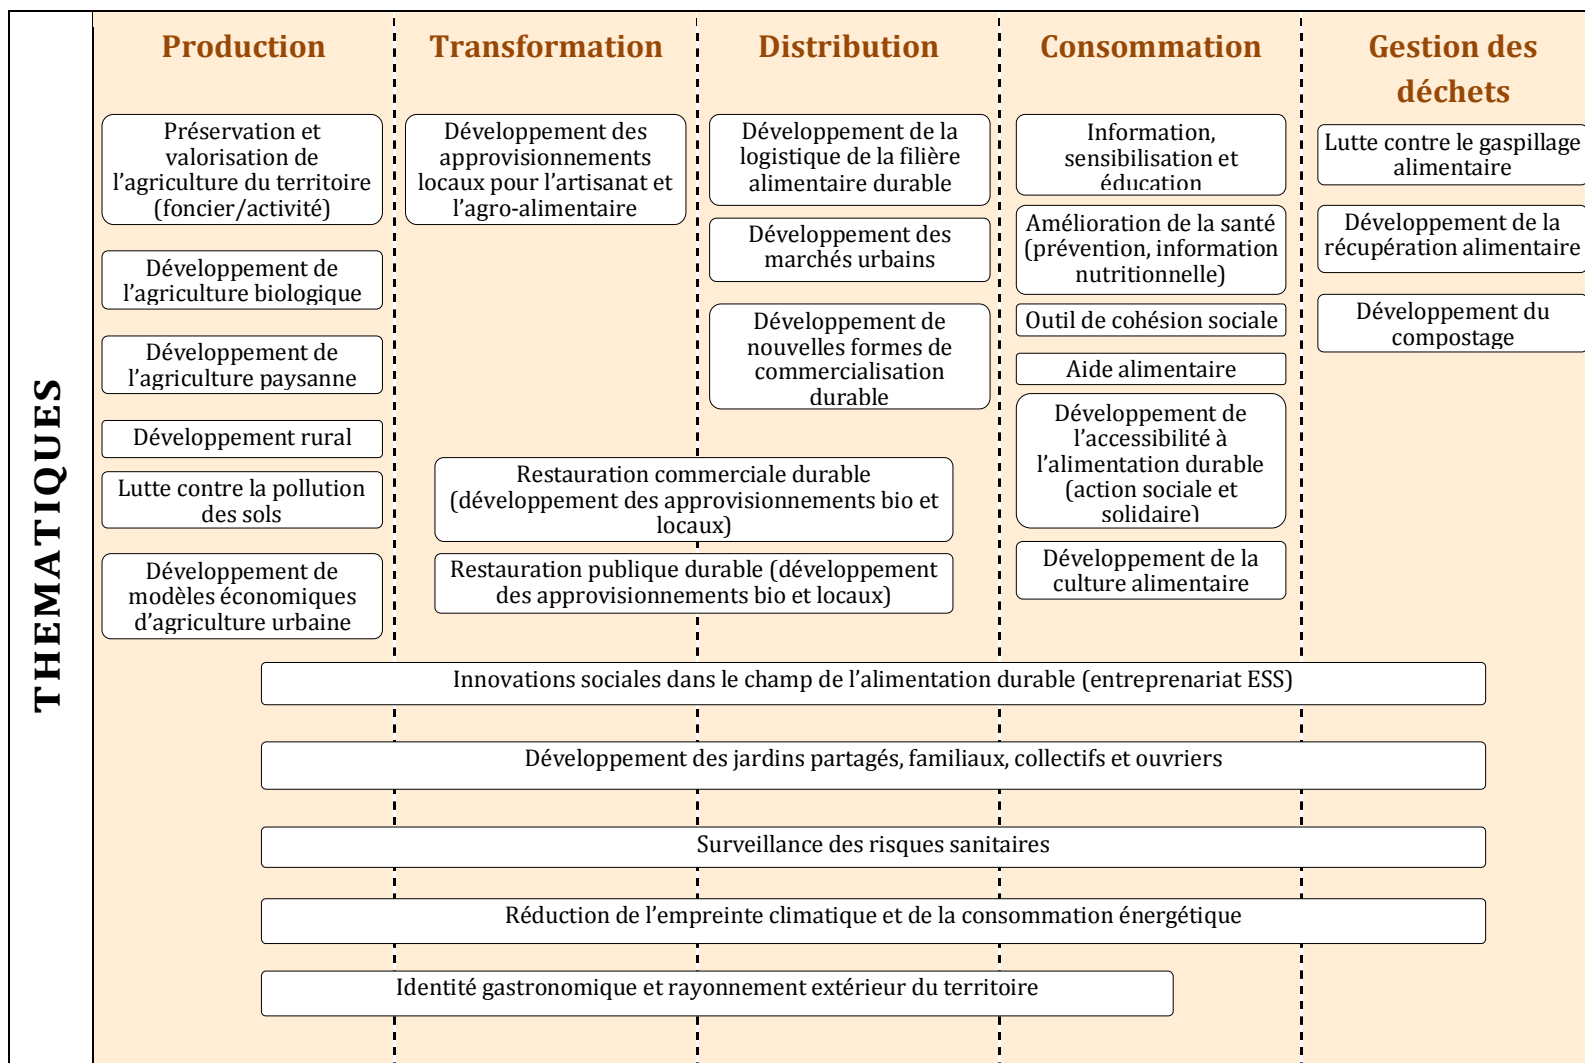 THEMATIQUES
Production
Préservation et
valorisation de
l’agriculture du territoire
(foncier/activité)
Développement de
l’agriculture biologique
Développement de
l’agriculture paysanne
Développement rural
Lutte contre la pollution
des sols
Développement de
modèles économiques
d’agriculture urbaine
Transformation
Développement des
approvisionnements
locaux pour l’artisanat et
l’agro-alimentaire
Distribution
Développement de la
logistique de la filière
alimentaire durable
Développement des
marchés urbains
Développement de
nouvelles formes de
commercialisation
durable
Restauration commerciale durable
(développement des approvisionnements bio et
locaux)
Restauration publique durable (développement
des approvisionnements bio et locaux)
Consommation
Information,
sensibilisation et
éducation
Amélioration de la santé
(prévention, information
nutritionnelle)
Outil de cohésion sociale
Aide alimentaire
Développement de
l’accessibilité à
l’alimentation durable
(action sociale et
solidaire)
Développement de la
culture alimentaire
Gestion des
déchets
Lutte contre le gaspillage
alimentaire
Développement de la
récupération alimentaire
Développement du
compostage
Innovations sociales dans le champ de l’alimentation durable (entreprenariat ESS)
Développement des jardins partagés, familiaux, collectifs et ouvriers
Surveillance des risques sanitaires
Réduction de l’empreinte climatique et de la consommation énergétique
Identité gastronomique et rayonnement extérieur du territoire